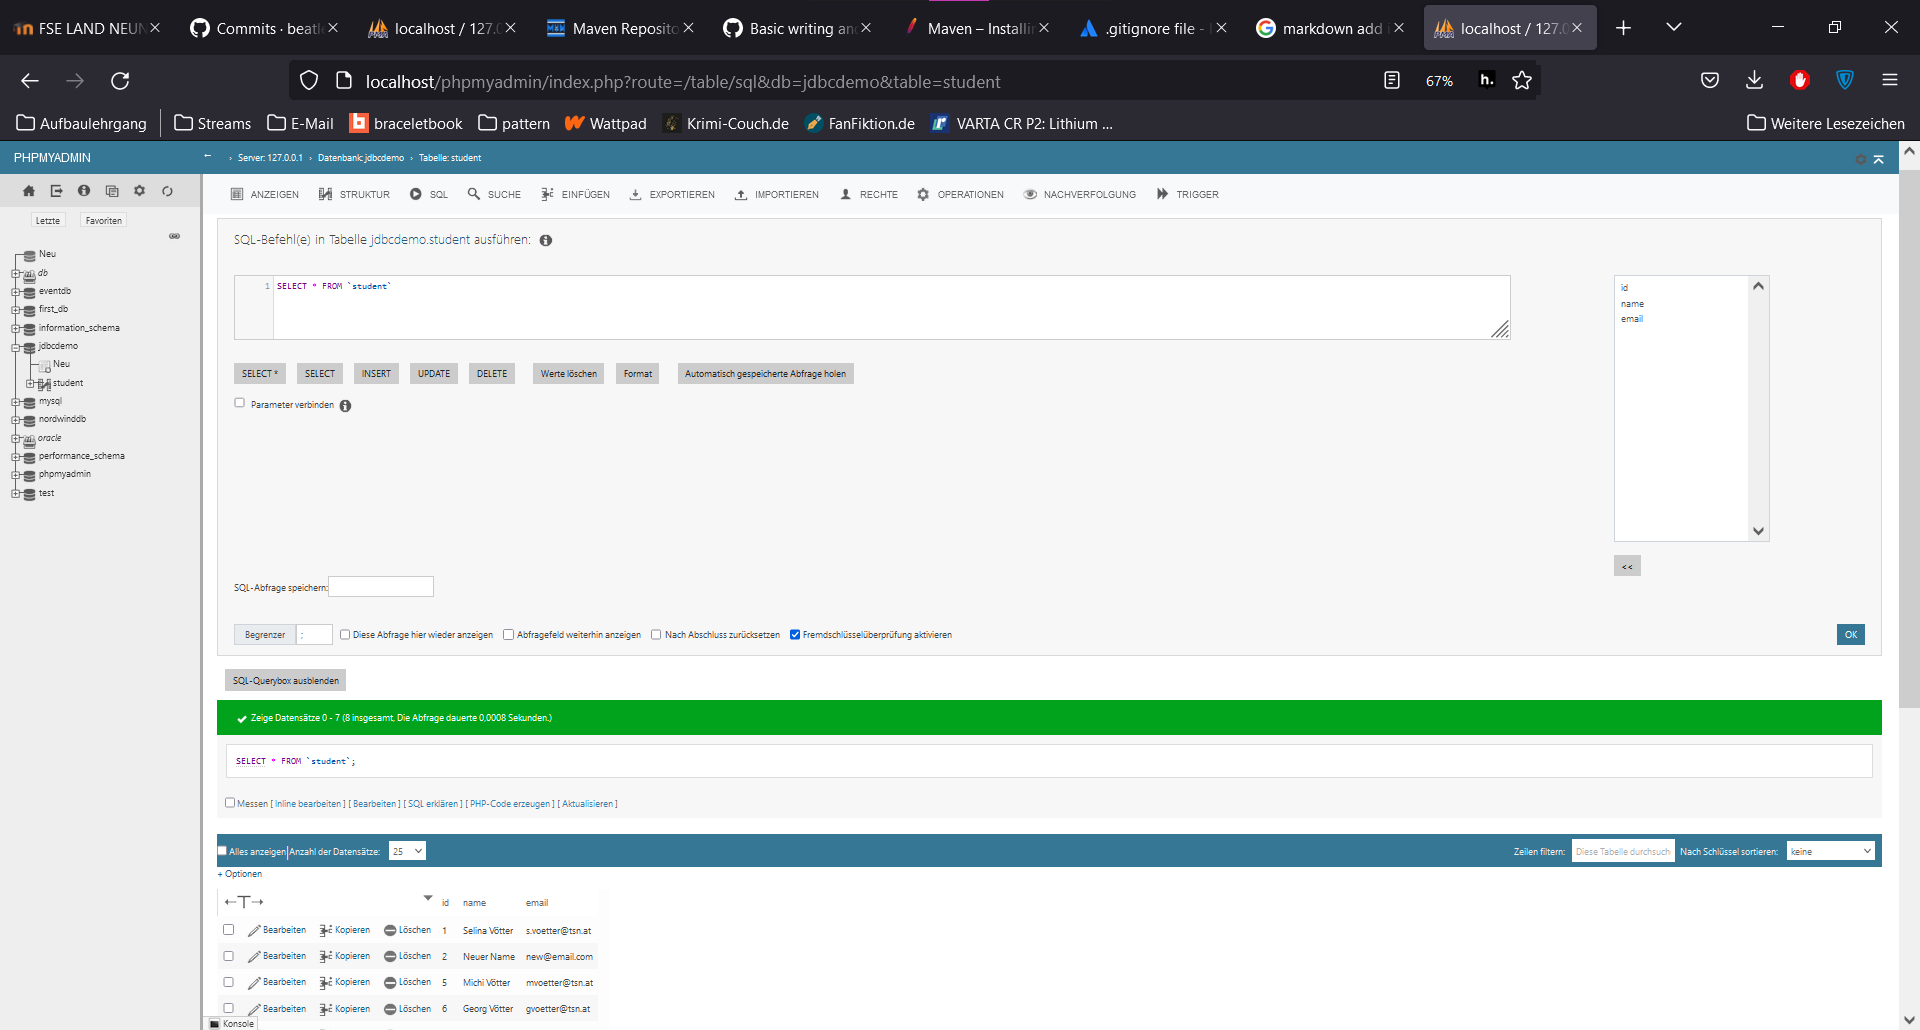 FSE LAND NEUN
Commits · beatl
localhost / 127.0
Maven Reposito
Basic writing an
Maven – Installin
.gitignore file -
markdown add i
localhost / 127.0
localhost/phpmyadmin/index.php?route=/table/sql&db=jdbcdemo&table=student
67%
h.
Aufbaulehrgang
Streams
E-Mail
braceletbook
pattern
Wattpad
Krimi-Couch.de
FanFiktion.de
VARTA CR P2: Lithium ...
Weitere Lesezeichen
PHPMYADMIN
Letzte
Favoriten
Neu
db
eventdb
first_db
information_schema
jdbcdemo
Neu
student
mysql
nordwinddb
oracle
performance_schema
phpmyadmin
test
← › Server: 127.0.0.1 › Datenbank: jdbcdemo › Tabelle: student
ANZEIGEN
STRUKTUR
SQL
SUCHE
EINFÜGEN
EXPORTIEREN
IMPORTIEREN
RECHTE
OPERATIONEN
NACHVERFOLGUNG
TRIGGER
SQL-Befehl(e) in Tabelle jdbcdemo.student ausführen:
1 SELECT * FROM `student`
id
name
email
<<
SELECT *
SELECT
INSERT
UPDATE
DELETE
Werte löschen
Format
Automatisch gespeicherte Abfrage holen
Parameter verbinden
SQL-Abfrage speichern:
Begrenzer ;
Diese Abfrage hier wieder anzeigen
Abfragefeld weiterhin anzeigen
Nach Abschluss zurücksetzen
Fremdschlüsselüberprüfung aktivieren
OK
SQL-Querybox ausblenden
Zeige Datensätze 0 - 7 (8 insgesamt, Die Abfrage dauerte 0,0008 Sekunden.)
SELECT * FROM `student`;
Messen [ Inline bearbeiten ] [ Bearbeiten ] [ SQL erklären ] [ PHP-Code erzeugen ] [ Aktualisieren ]
Alles anzeigen | Anzahl der Datensätze: 25
Zeilen filtern: Diese Tabelle durchsuch
Nach Schlüssel sortieren: keine
+ Optionen
←T→ id name email
Bearbeiten Kopieren Löschen 1 Selina Vötter s.voetter@tsn.at
Bearbeiten Kopieren Löschen 2 Neuer Name new@email.com
Bearbeiten Kopieren Löschen 5 Michi Vötter mvoetter@tsn.at
Bearbeiten Kopieren Löschen 6 Georg Vötter gvoetter@tsn.at
Konsole